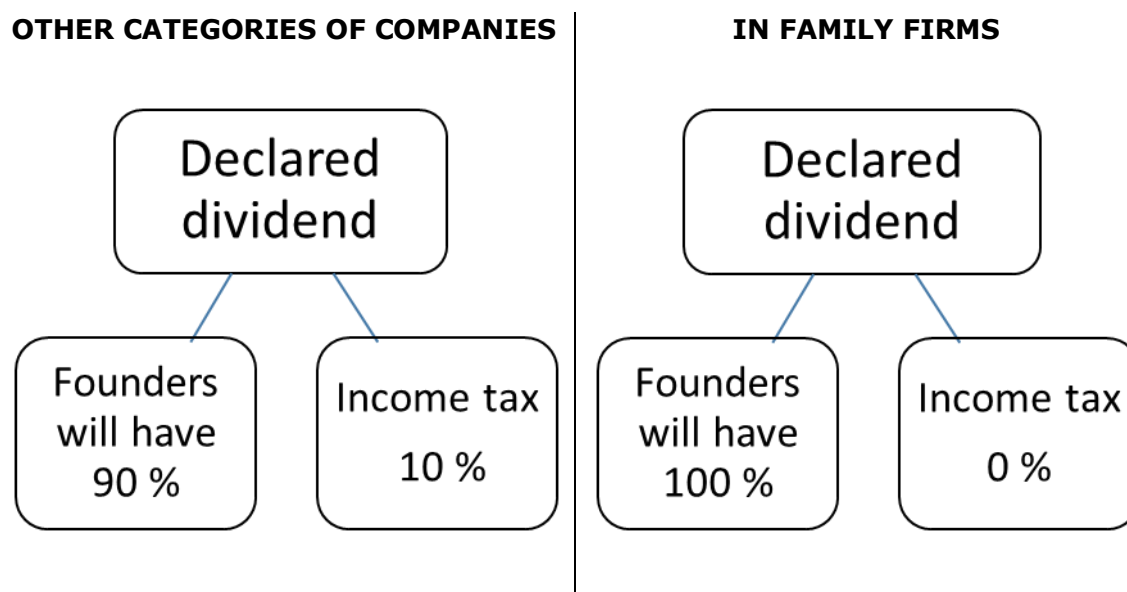 OTHER CATEGORIES OF COMPANIES
Declared
dividend
Founders
will have
90 %
Income tax
10 %
IN FAMILY FIRMS
Declared
dividend
Founders
will have
100 %
Income tax
0 %